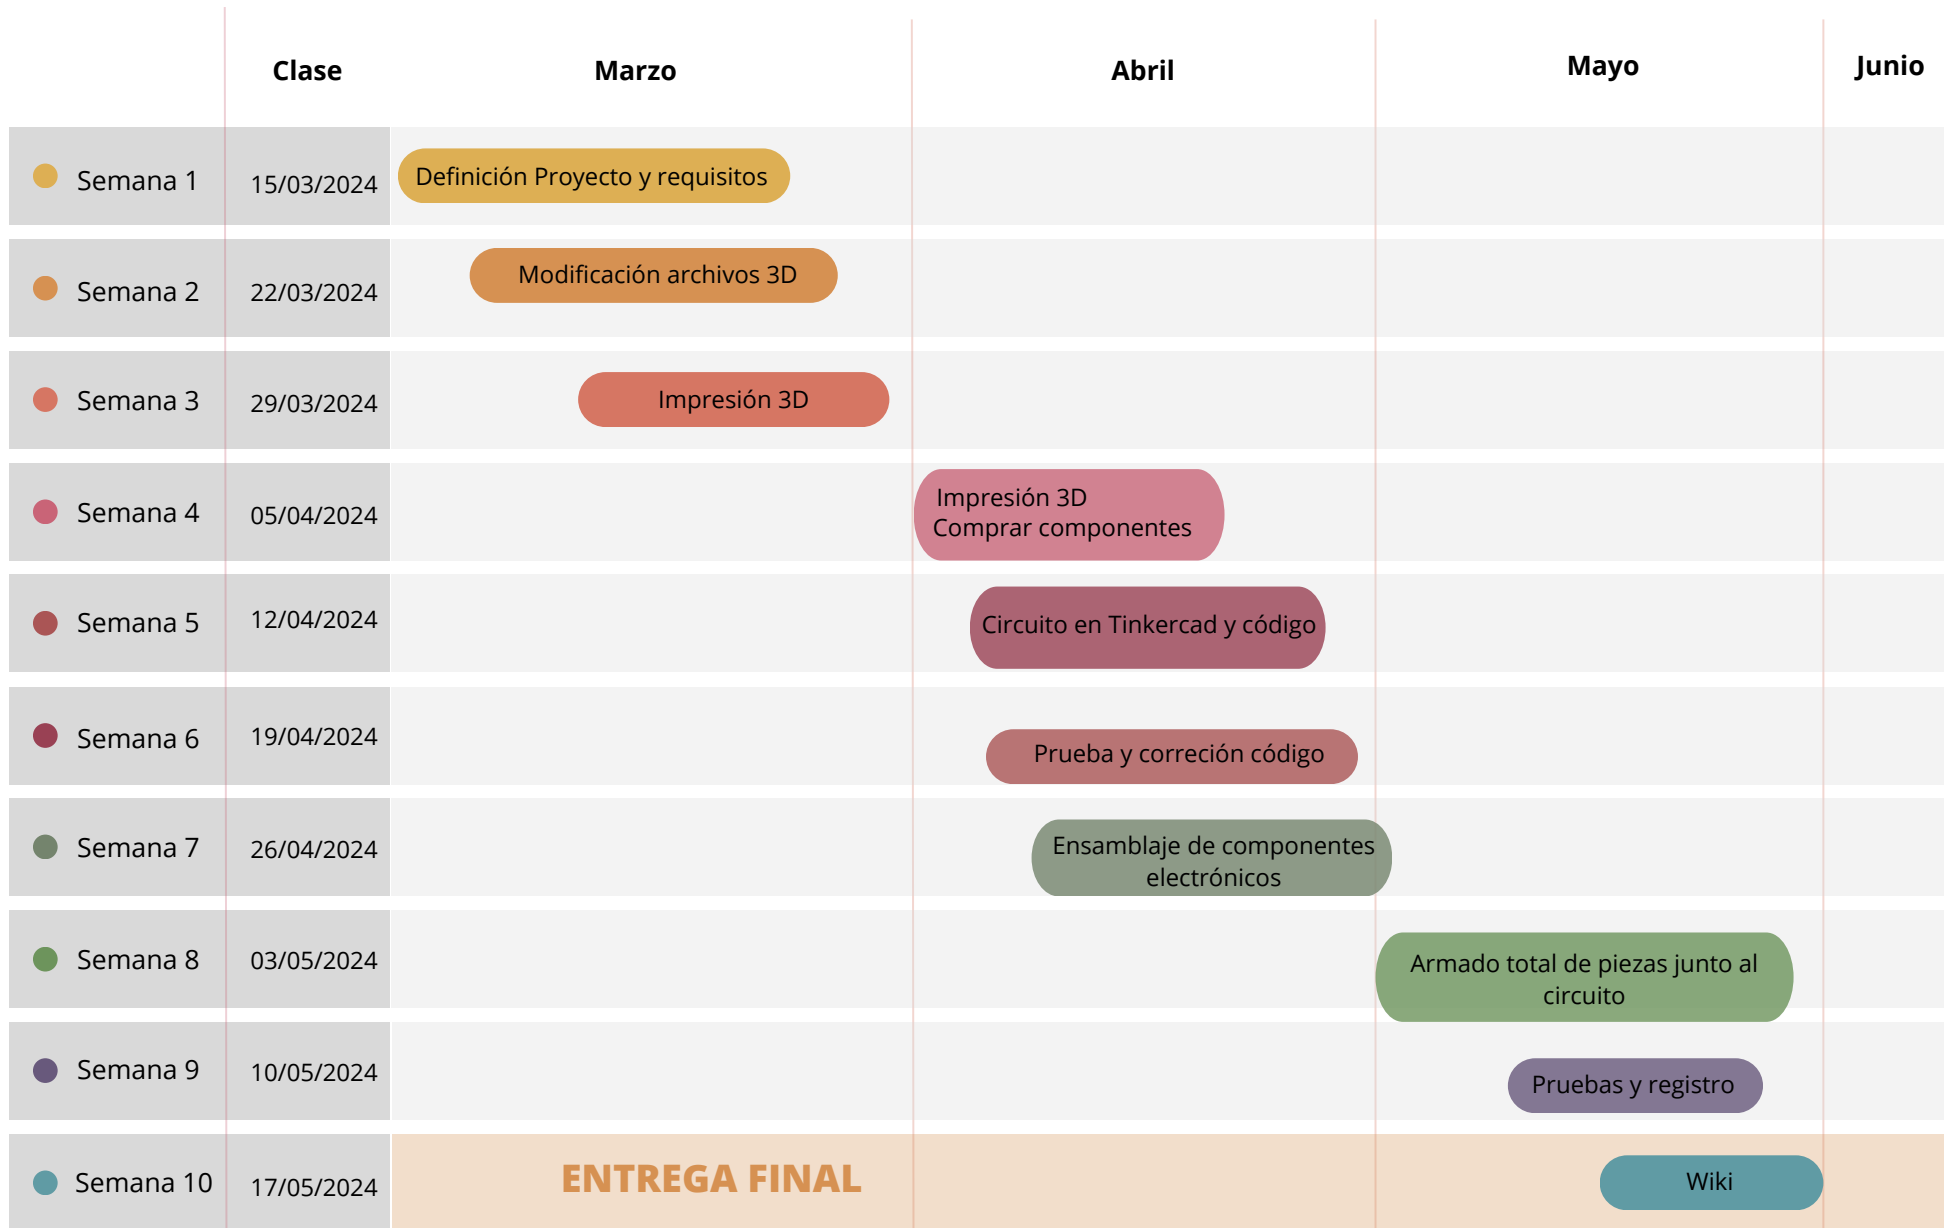 Clase Marzo Abril Mayo Junio
Semana 1 15/03/2024 Definición Proyecto y requisitos
Semana 2 22/03/2024 Modificación archivos 3D
Semana 3 29/03/2024 Impresión 3D
Semana 4 05/04/2024 Impresión 3D
Comprar componentes
Semana 5 12/04/2024 Circuito en Tinkercad y código
Semana 6 19/04/2024 Prueba y correción código
Semana 7 26/04/2024 Ensamblaje de componentes
electrónicos
Semana 8 03/05/2024 Armado total de piezas junto al
circuito
Semana 9 10/05/2024 Pruebas y registro
Semana 10 17/05/2024 ENTREGA FINAL Wiki